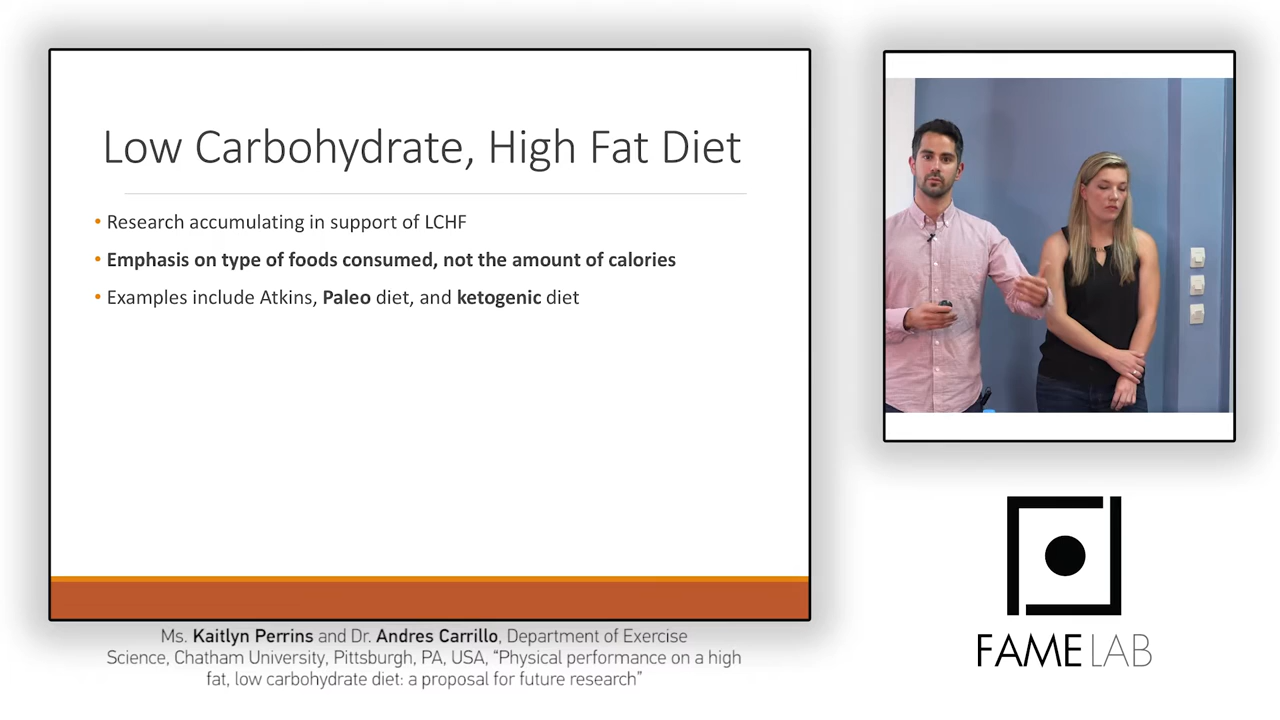 Low Carbohydrate, High Fat Diet
• Research accumulating in support of LCHF
• Emphasis on type of foods consumed, not the amount of calories
• Examples include Atkins, Paleo diet, and ketogenic diet
Ms. Kaitlyn Perrins and Dr. Andres Carrillo, Department of Exercise
Science, Chatham University, Pittsburgh, PA, USA, “Physical performance on a high
fat, low carbohydrate diet: a proposal for future research”
FAME LAB